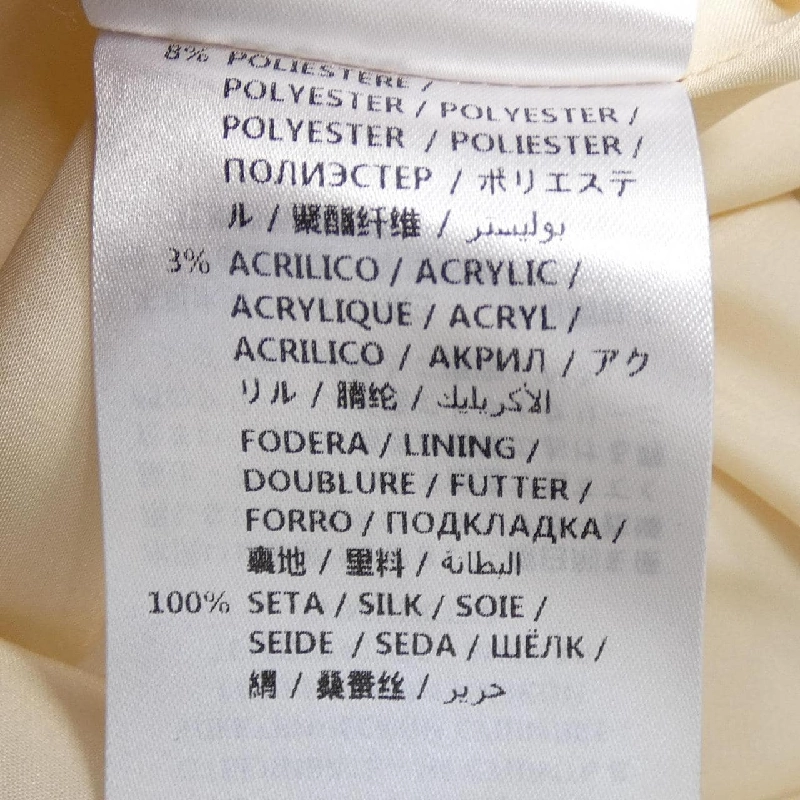 8% POLIESTERE /
POLYESTER / POLYESTER /
POLYESTER / POLIESTER /
ПОЛИЭСТЕР / ポリエステ
ル / 聚酯纤维 / بوليستر
3% ACRILICO / ACRYLIC /
ACRYLIQUE / ACRYL /
ACRILICO / АКРИЛ / アク
リル / 腈纶 / الأكريليك
FODERA / LINING /
DOUBLURE / FUTTER /
FORRO / ПОДКЛАДКА /
裏地 / 里料 / البطانة
100% SETA / SILK / SOIE /
SEIDE / SEDA / ШЁЛК /
絹 / 桑蚕丝 / حرير